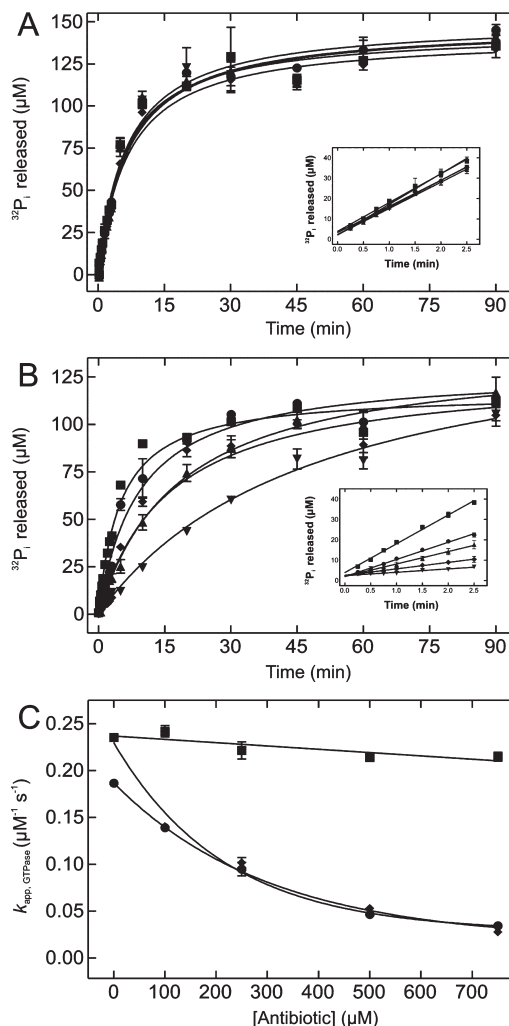 A
150
125
100
75
50
25
0
³²Pᵢ released (µM)
0 15 30 45 60 75 90
Time (min)
40
30
20
10
0
³²Pᵢ released (µM)
0.0 0.5 1.0 1.5 2.0 2.5
Time (min)
B
125
100
75
50
25
0
³²Pᵢ released (µM)
0 15 30 45 60 75 90
Time (min)
40
30
20
10
0
³²Pᵢ released (µM)
0.0 0.5 1.0 1.5 2.0 2.5
Time (min)
C
0.25
0.20
0.15
0.10
0.05
0.00
k app, GTPase (µM⁻¹ s⁻¹)
0 100 200 300 400 500 600 700
[Antibiotic] (µM)